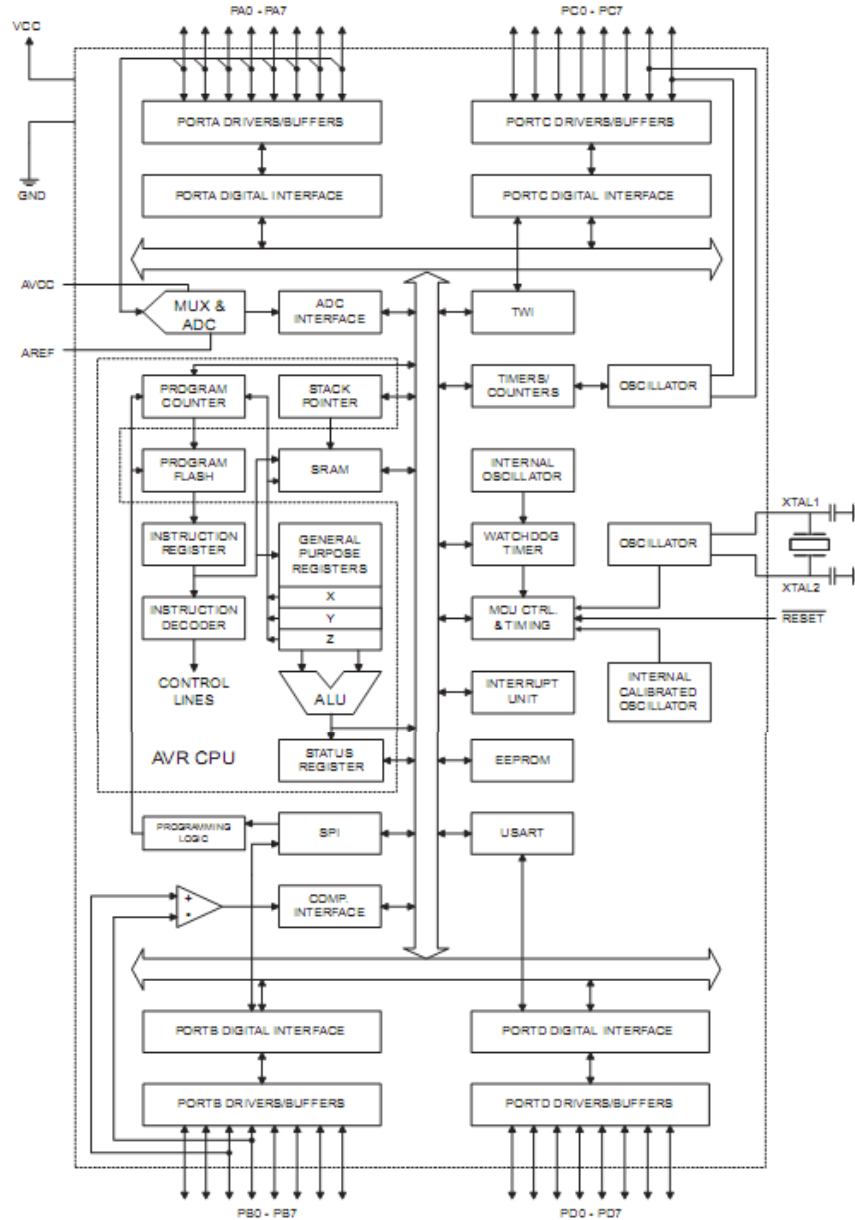 PA0 - PA7
PC0 - PC7
VCC
PORTA DRIVERS/BUFFERS
PORTC DRIVERS/BUFFERS
GND
PORTA DIGITAL INTERFACE
PORTC DIGITAL INTERFACE
AVCC
MUX &
ADC
ADC
INTERFACE
TWI
AREF
PROGRAM
COUNTER
STACK
POINTER
TIMERS/
COUNTERS
OSCILLATOR
PROGRAM
FLASH
SRAM
INTERNAL
OSCILLATOR
XTAL1
INSTRUCTION
REGISTER
GENERAL
PURPOSE
REGISTERS
WATCHDOG
TIMER
OSCILLATOR
XTAL2
X
INSTRUCTION
DECODER
Y
MCU CTRL.
& TIMING
RESET
Z
CONTROL
LINES
ALU
INTERRUPT
UNIT
INTERNAL
CALIBRATED
OSCILLATOR
AVR CPU
STATUS
REGISTER
EEPROM
PROGRAMMING
LOGIC
SPI
USART
+
-
COMP.
INTERFACE
PORTB DIGITAL INTERFACE
PORTD DIGITAL INTERFACE
PORTB DRIVERS/BUFFERS
PORTD DRIVERS/BUFFERS
PB0 - PB7
PD0 - PD7